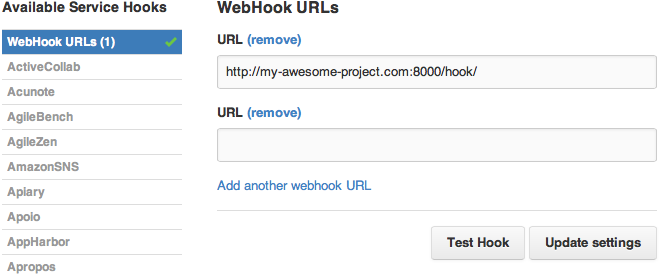 Available Service Hooks
WebHook URLs (1)
ActiveCollab
Acunote
AgileBench
AgileZen
AmazonSNS
Apiary
Apoio
AppHarbor
Apropos
WebHook URLs
URL (remove)
http://my-awesome-project.com:8000/hook/
URL (remove)
Add another webhook URL
Test Hook
Update settings